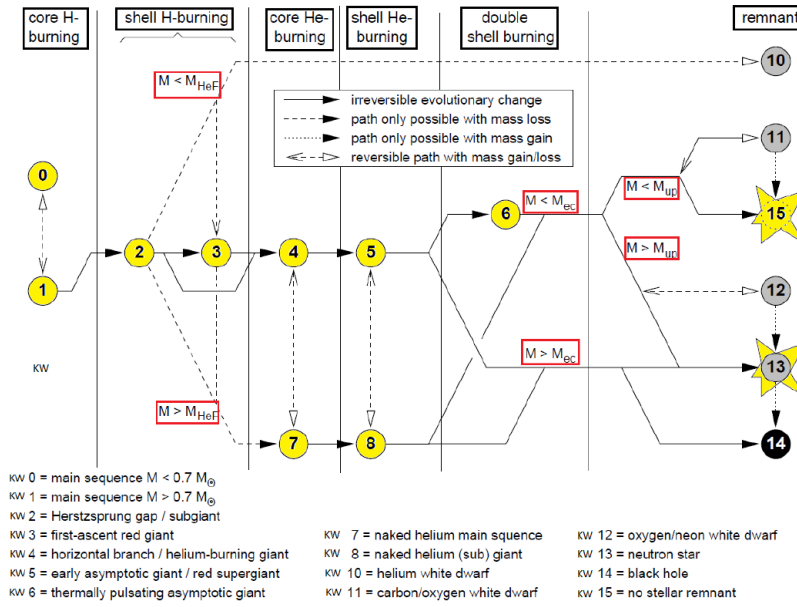 core H-
burning
shell H-burning
core He-
burning
shell He-
burning
double
shell burning
remnant
10
M < M_HeF
irreversible evolutionary change
path only possible with mass loss
path only possible with mass gain
reversible path with mass gain/loss
11
0
M < M_up
M < M_ec
6
15
2
3
4
5
M > M_up
1
12
KW
M > M_ec
13
M > M_HeF
7
8
14
KW 0 = main sequence M < 0.7 M☉
KW 1 = main sequence M > 0.7 M☉
KW 2 = Herstzsprung gap / subgiant
KW 3 = first-ascent red giant
KW 4 = horizontal branch / helium-burning giant
KW 5 = early asymptotic giant / red supergiant
KW 6 = thermally pulsating asymptotic giant
KW 7 = naked helium main squence
KW 8 = naked helium (sub) giant
KW 10 = helium white dwarf
KW 11 = carbon/oxygen white dwarf
KW 12 = oxygen/neon white dwarf
KW 13 = neutron star
KW 14 = black hole
KW 15 = no stellar remnant